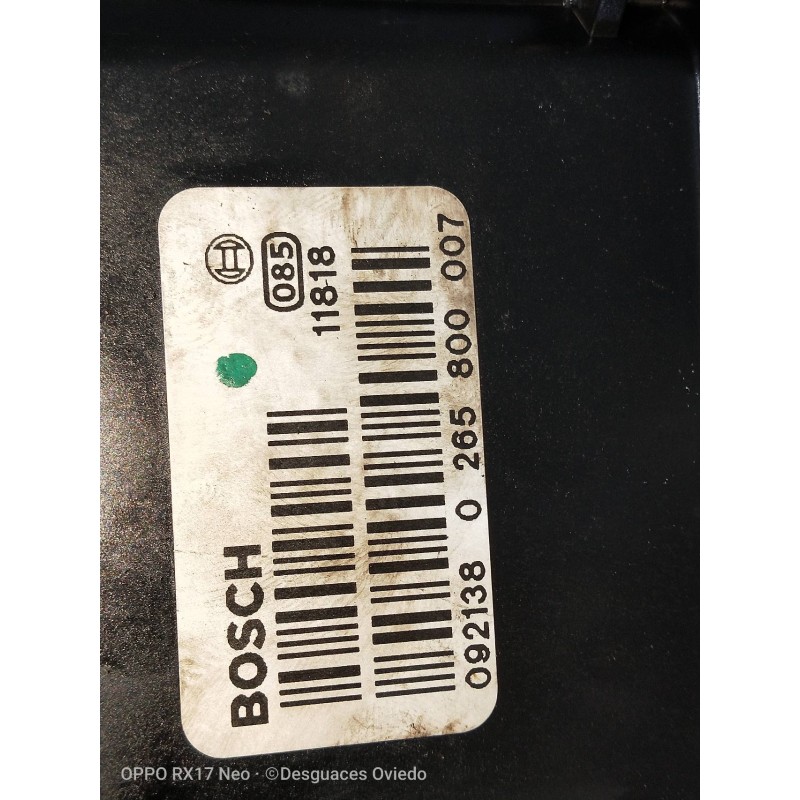 BOSCH
085
11818
092138 0 265 800 007
OPPO RX17 Neo · ©Desguaces Oviedo